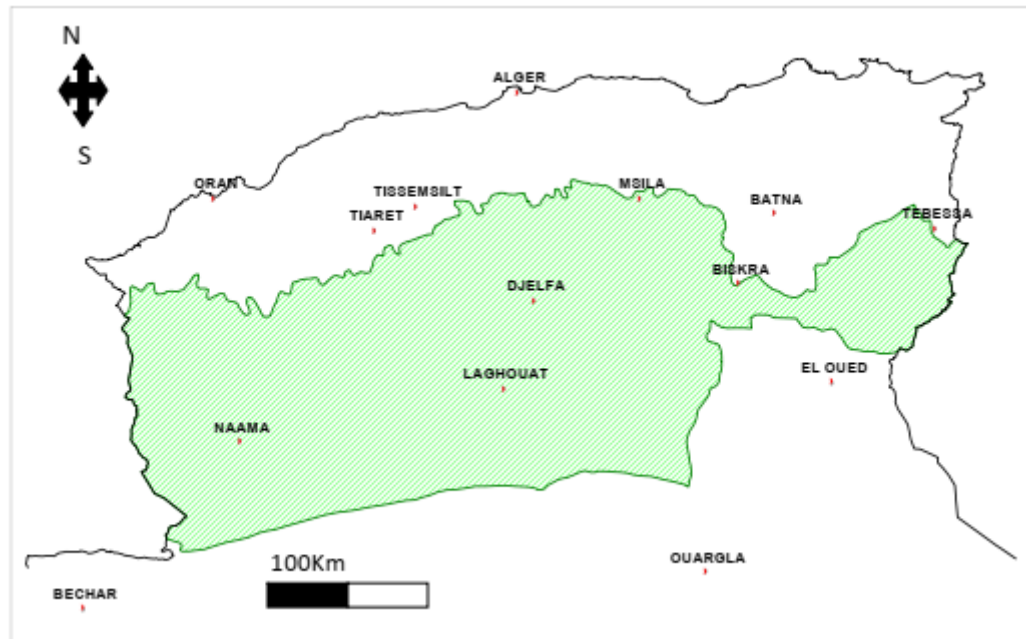 N
S
ALGER
ORAN
TISSEMSILT
MSILA
BATNA
TIARET
TEBESSA
BISKRA
DJELFA
LAGHOUAT
EL OUED
NAAMA
100Km
OUARGLA
BECHAR